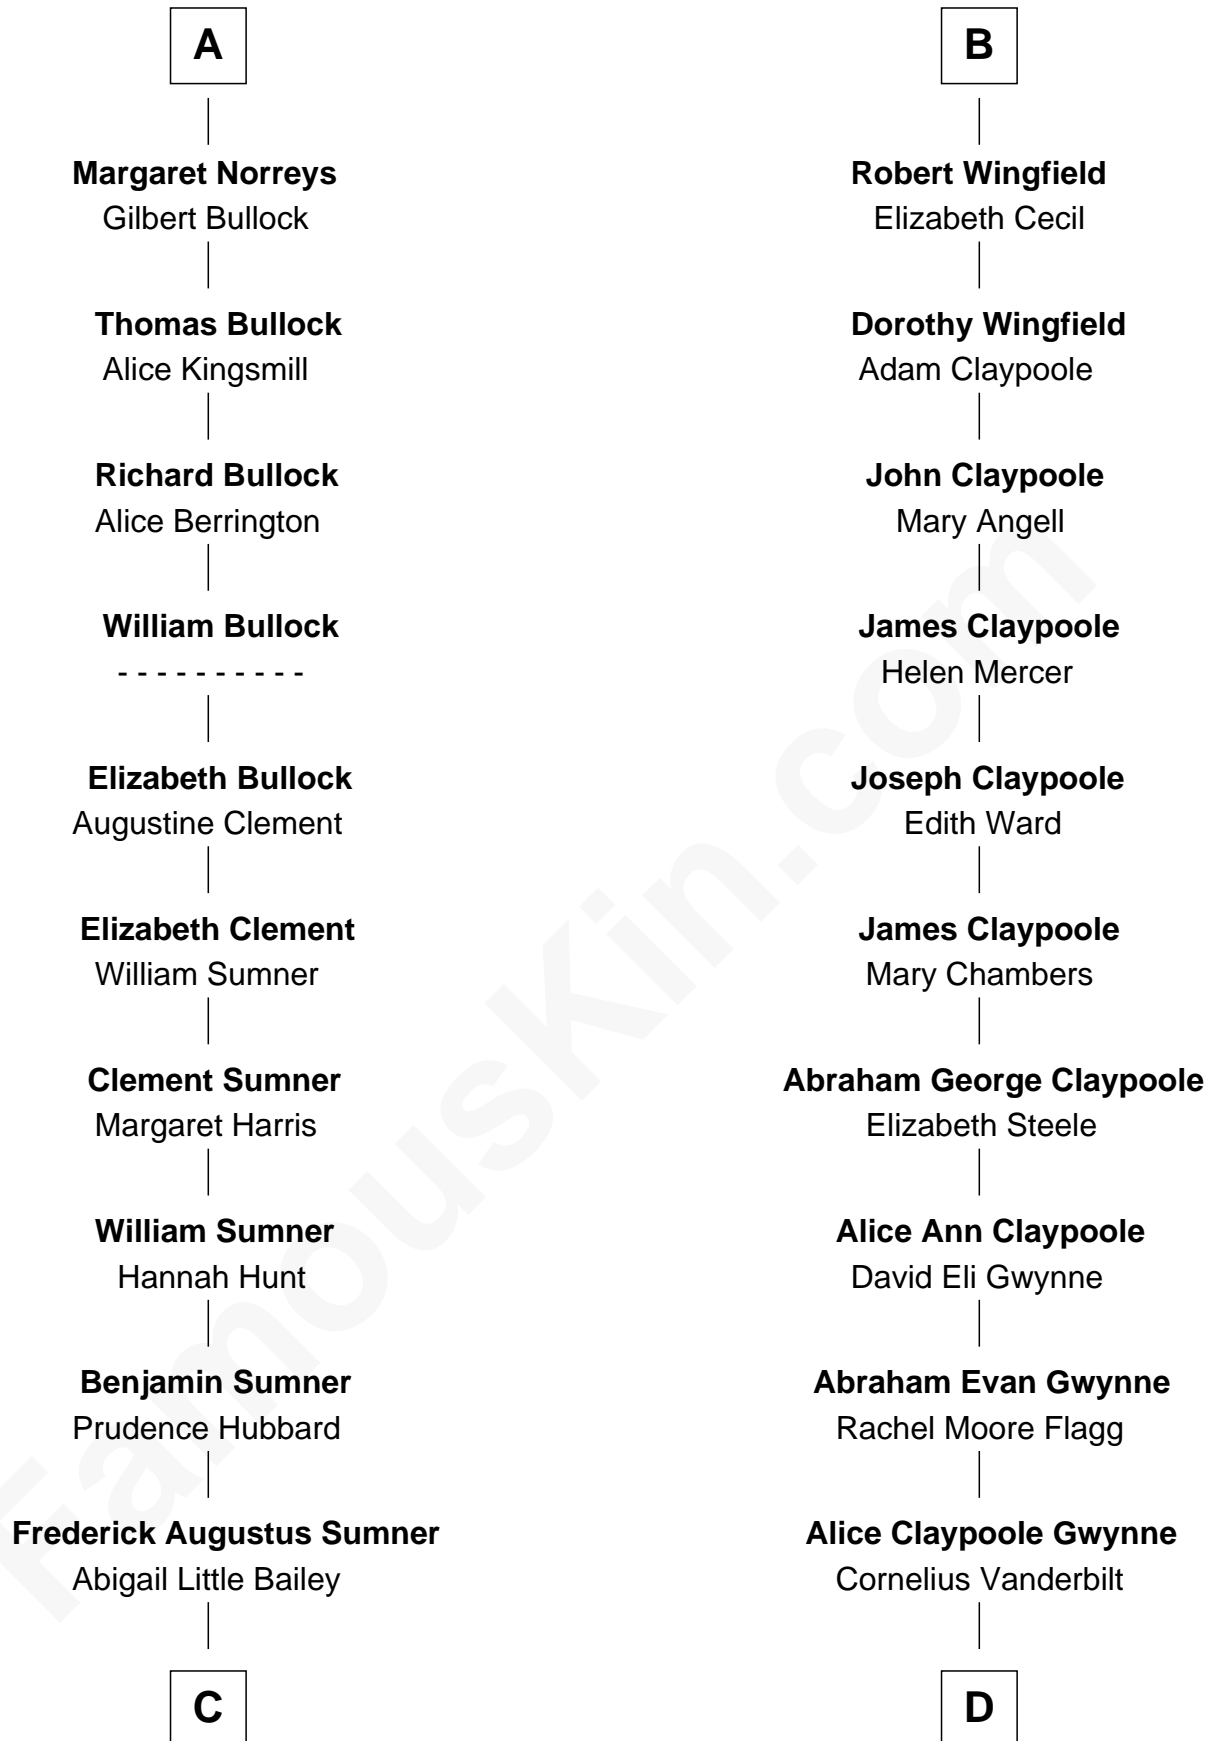 A
Margaret Norreys
Gilbert Bullock
Thomas Bullock
Alice Kingsmill
Richard Bullock
Alice Berrington
William Bullock
- - - - - - - - - -
Elizabeth Bullock
Augustine Clement
Elizabeth Clement
William Sumner
Clement Sumner
Margaret Harris
William Sumner
Hannah Hunt
Benjamin Sumner
Prudence Hubbard
Frederick Augustus Sumner
Abigail Little Bailey
C
B
Robert Wingfield
Elizabeth Cecil
Dorothy Wingfield
Adam Claypoole
John Claypoole
Mary Angell
James Claypoole
Helen Mercer
Joseph Claypoole
Edith Ward
James Claypoole
Mary Chambers
Abraham George Claypoole
Elizabeth Steele
Alice Ann Claypoole
David Eli Gwynne
Abraham Evan Gwynne
Rachel Moore Flagg
Alice Claypoole Gwynne
Cornelius Vanderbilt
D
FamousKin.com